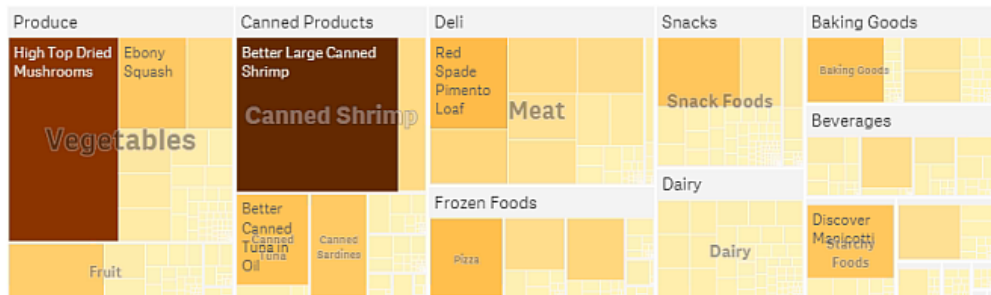 Produce
High Top Dried
Mushrooms
Ebony
Squash
Vegetables
Fruit
Canned Products
Better Large Canned
Shrimp
Canned Shrimp
Better
Canned
Tuna in
Oil
Canned
Tuna
Canned
Sardines
Deli
Red
Spade
Pimento
Loaf
Meat
Frozen Foods
Pizza
Snacks
Snack Foods
Dairy
Dairy
Baking Goods
Baking Goods
Beverages
Discover
Manicotti
Starchy
Foods